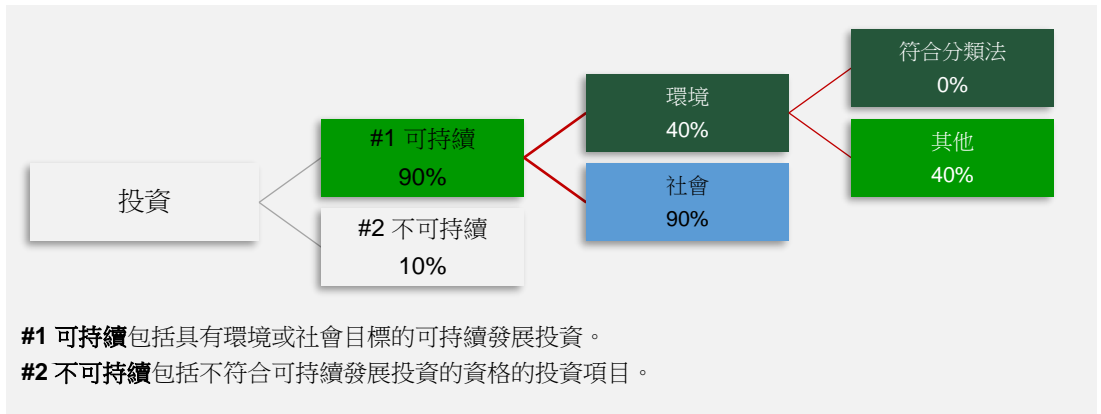 投資
#1 可持續
90%
#2 不可持續
10%
環境
40%
社會
90%
符合分類法
0%
其他
40%
#1 可持續包括具有環境或社會目標的可持續發展投資。
#2 不可持續包括不符合可持續發展投資的資格的投資項目。